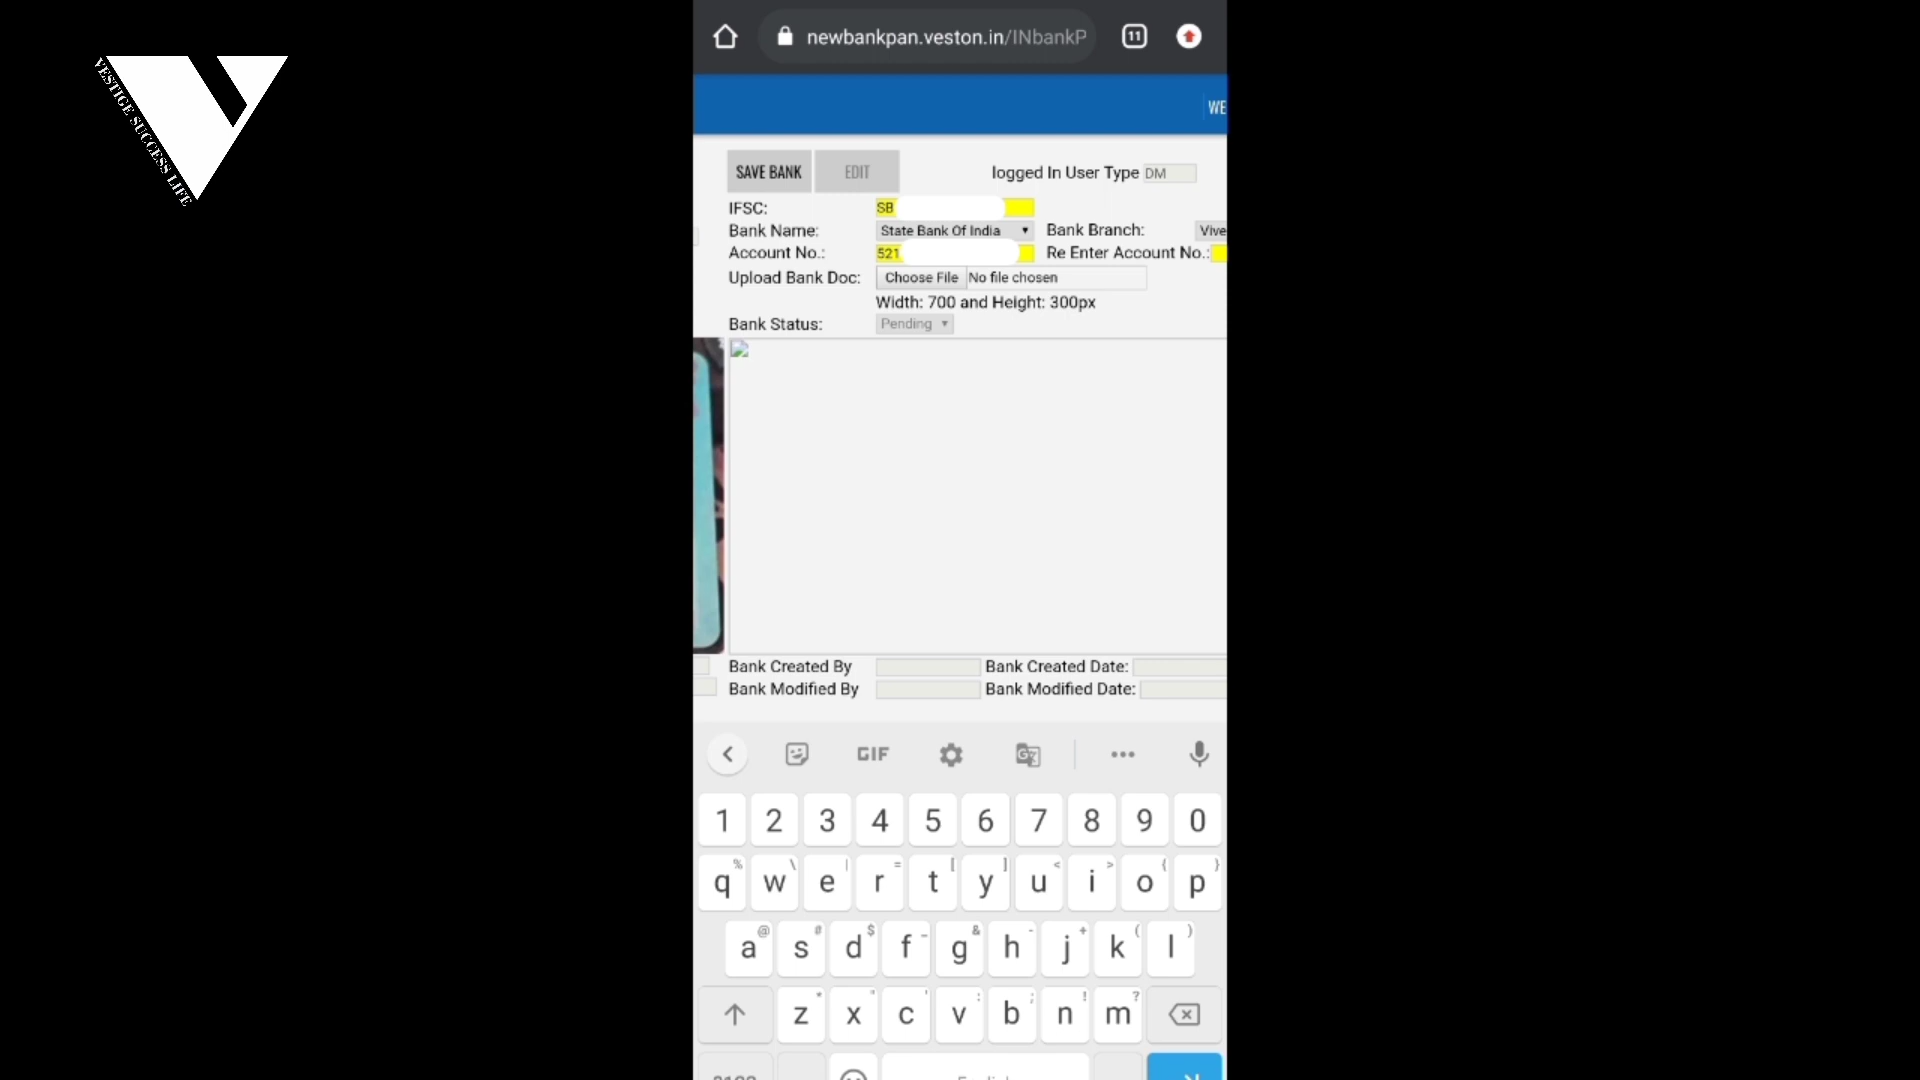 VESTIGE SUCCESS LIFE
newbankpan.veston.in/INbankP
11
WE
SAVE BANK EDIT logged In User Type DM
IFSC: SB
Bank Name: State Bank Of India Bank Branch: Vive
Account No.: 521 Re Enter Account No.:
Upload Bank Doc: Choose File No file chosen
Width: 700 and Height: 300px
Bank Status: Pending
Bank Created By Bank Created Date:
Bank Modified By Bank Modified Date:
GIF
1 2 3 4 5 6 7 8 9 0
% \ | = [ ] < > { }
q w e r t y u i o p
@ # $ _ & - + ( )
a s d f g h j k l
* " ' : ; ! ?
z x c v b n m